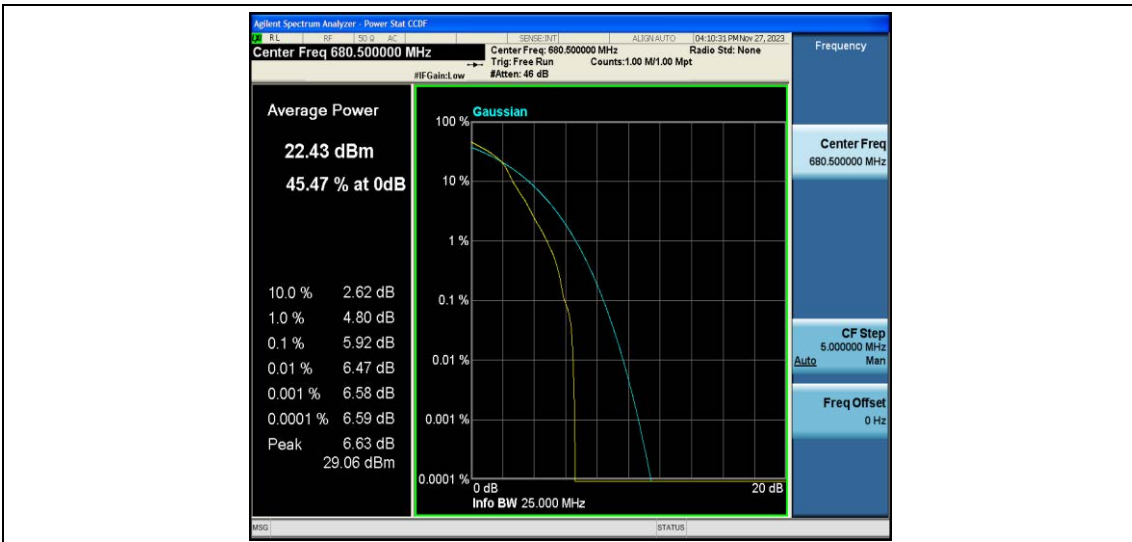 Agilent Spectrum Analyzer - Power Stat CCDF
RL RF 50 Ω AC SENSE:INT ALIGNAUTO 04:10:31 PM Nov 27, 2023
Center Freq 680.500000 MHz
Center Freq: 680.500000 MHz Radio Std: None
Trig: Free Run Counts:1.00 M/1.00 Mpt
#IFGain:Low #Atten: 46 dB
Frequency
Average Power
22.43 dBm
45.47 % at 0dB
10.0 % 2.62 dB
1.0 % 4.80 dB
0.1 % 5.92 dB
0.01 % 6.47 dB
0.001 % 6.58 dB
0.0001 % 6.59 dB
Peak 6.63 dB
29.06 dBm
Gaussian
100 %
10 %
1 %
0.1 %
0.01 %
0.001 %
0.0001 %
0 dB 20 dB
Info BW 25.000 MHz
Center Freq
680.500000 MHz
CF Step
5.000000 MHz
Auto Man
Freq Offset
0 Hz
MSG STATUS